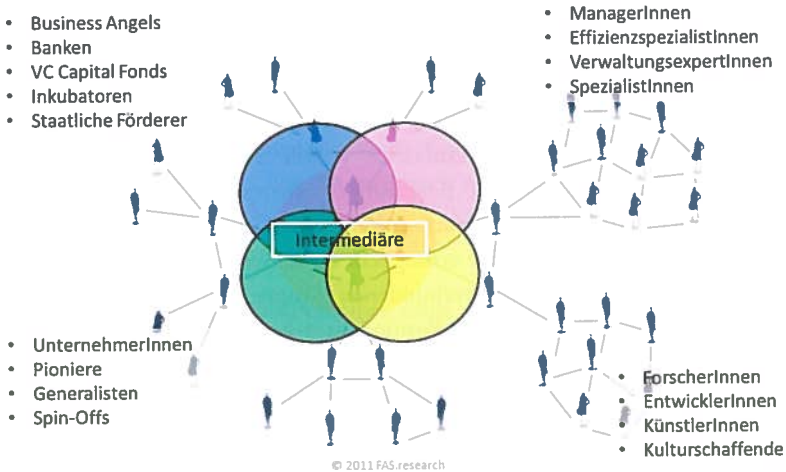 Business Angels
Banken
VC Capital Fonds
Inkubatoren
Staatliche Förderer
ManagerInnen
EffizienzspezialistInnen
VerwaltungsexpertInnen
SpezialistInnen
Intermediäre
UnternehmerInnen
Pioniere
Generalisten
Spin-Offs
ForscherInnen
EntwicklerInnen
KünstlerInnen
Kulturschaffende
© 2011 FAS.research